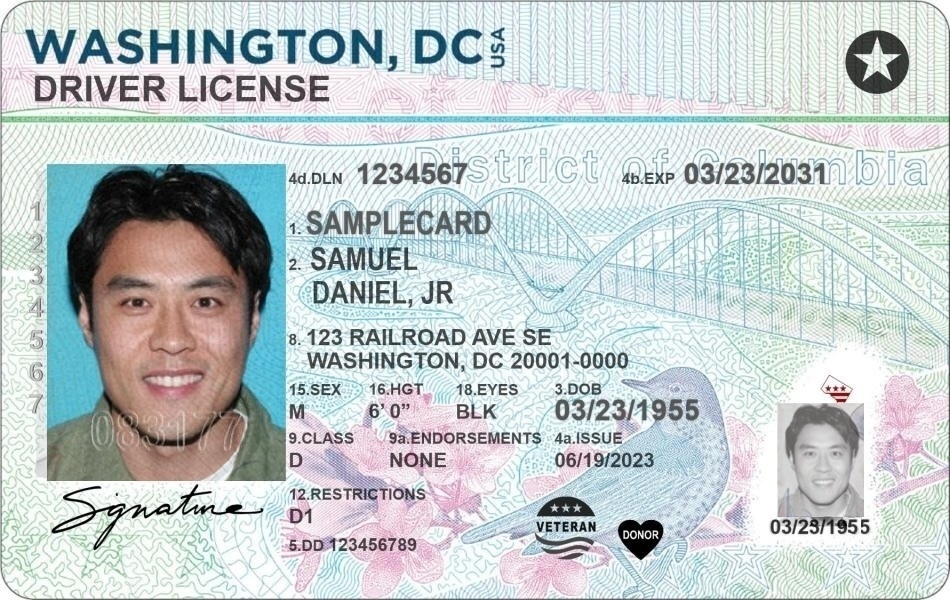 WASHINGTON, DC USA
DRIVER LICENSE
District of Columbia
4d.DLN 1234567 4b.EXP 03/23/2031
1. SAMPLECARD
2. SAMUEL
DANIEL, JR
8. 123 RAILROAD AVE SE
WASHINGTON, DC 20001-0000
15.SEX 16.HGT 18.EYES 3.DOB
M 6' 0" BLK 03/23/1955
9.CLASS 9a.ENDORSEMENTS 4a.ISSUE
D NONE 06/19/2023
12.RESTRICTIONS
D1
5.DD 123456789
VETERAN
DONOR
03/23/1955
1
2
3
4
5
6
7
083177
Signature